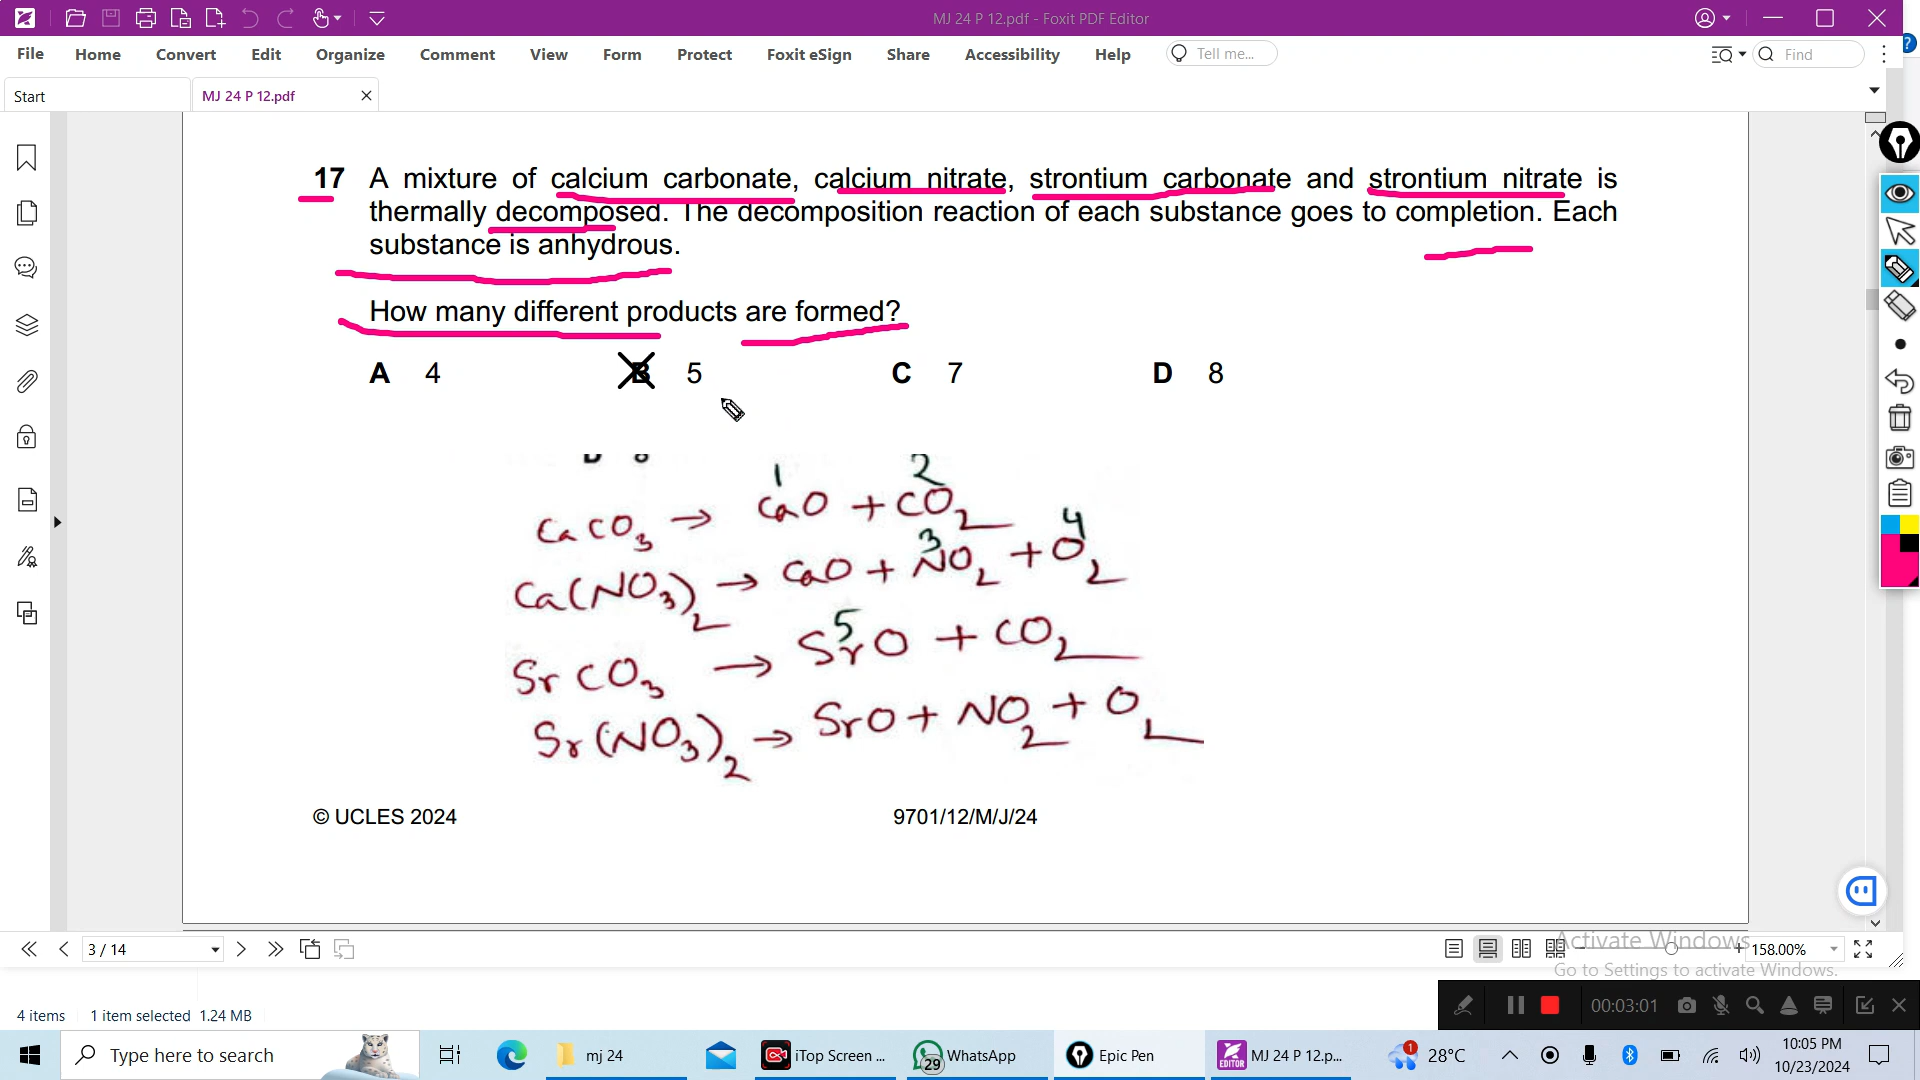 MJ 24 P 12.pdf - Foxit PDF Editor
File Home Convert Edit Organize Comment View Form Protect Foxit eSign Share Accessibility Help Tell me... Find
Start MJ 24 P 12.pdf
17 A mixture of calcium carbonate, calcium nitrate, strontium carbonate and strontium nitrate is
thermally decomposed. The decomposition reaction of each substance goes to completion. Each
substance is anhydrous.
How many different products are formed?
A 4 B 5 C 7 D 8
D 8
1 2
CaCO3 → CaO + CO2
3 4
Ca(NO3)2 → CaO + NO2 + O2
5
SrCO3 → SrO + CO2
Sr(NO3)2 → SrO + NO2 + O2
© UCLES 2024 9701/12/M/J/24
3 / 14
158.00%
Activate Windows
Go to Settings to activate Windows.
00:03:01
4 items 1 item selected 1.24 MB
Type here to search
mj 24
iTop Screen ...
29
WhatsApp
Epic Pen
EDITOR
MJ 24 P 12.p...
1
28°C
10:05 PM
10/23/2024